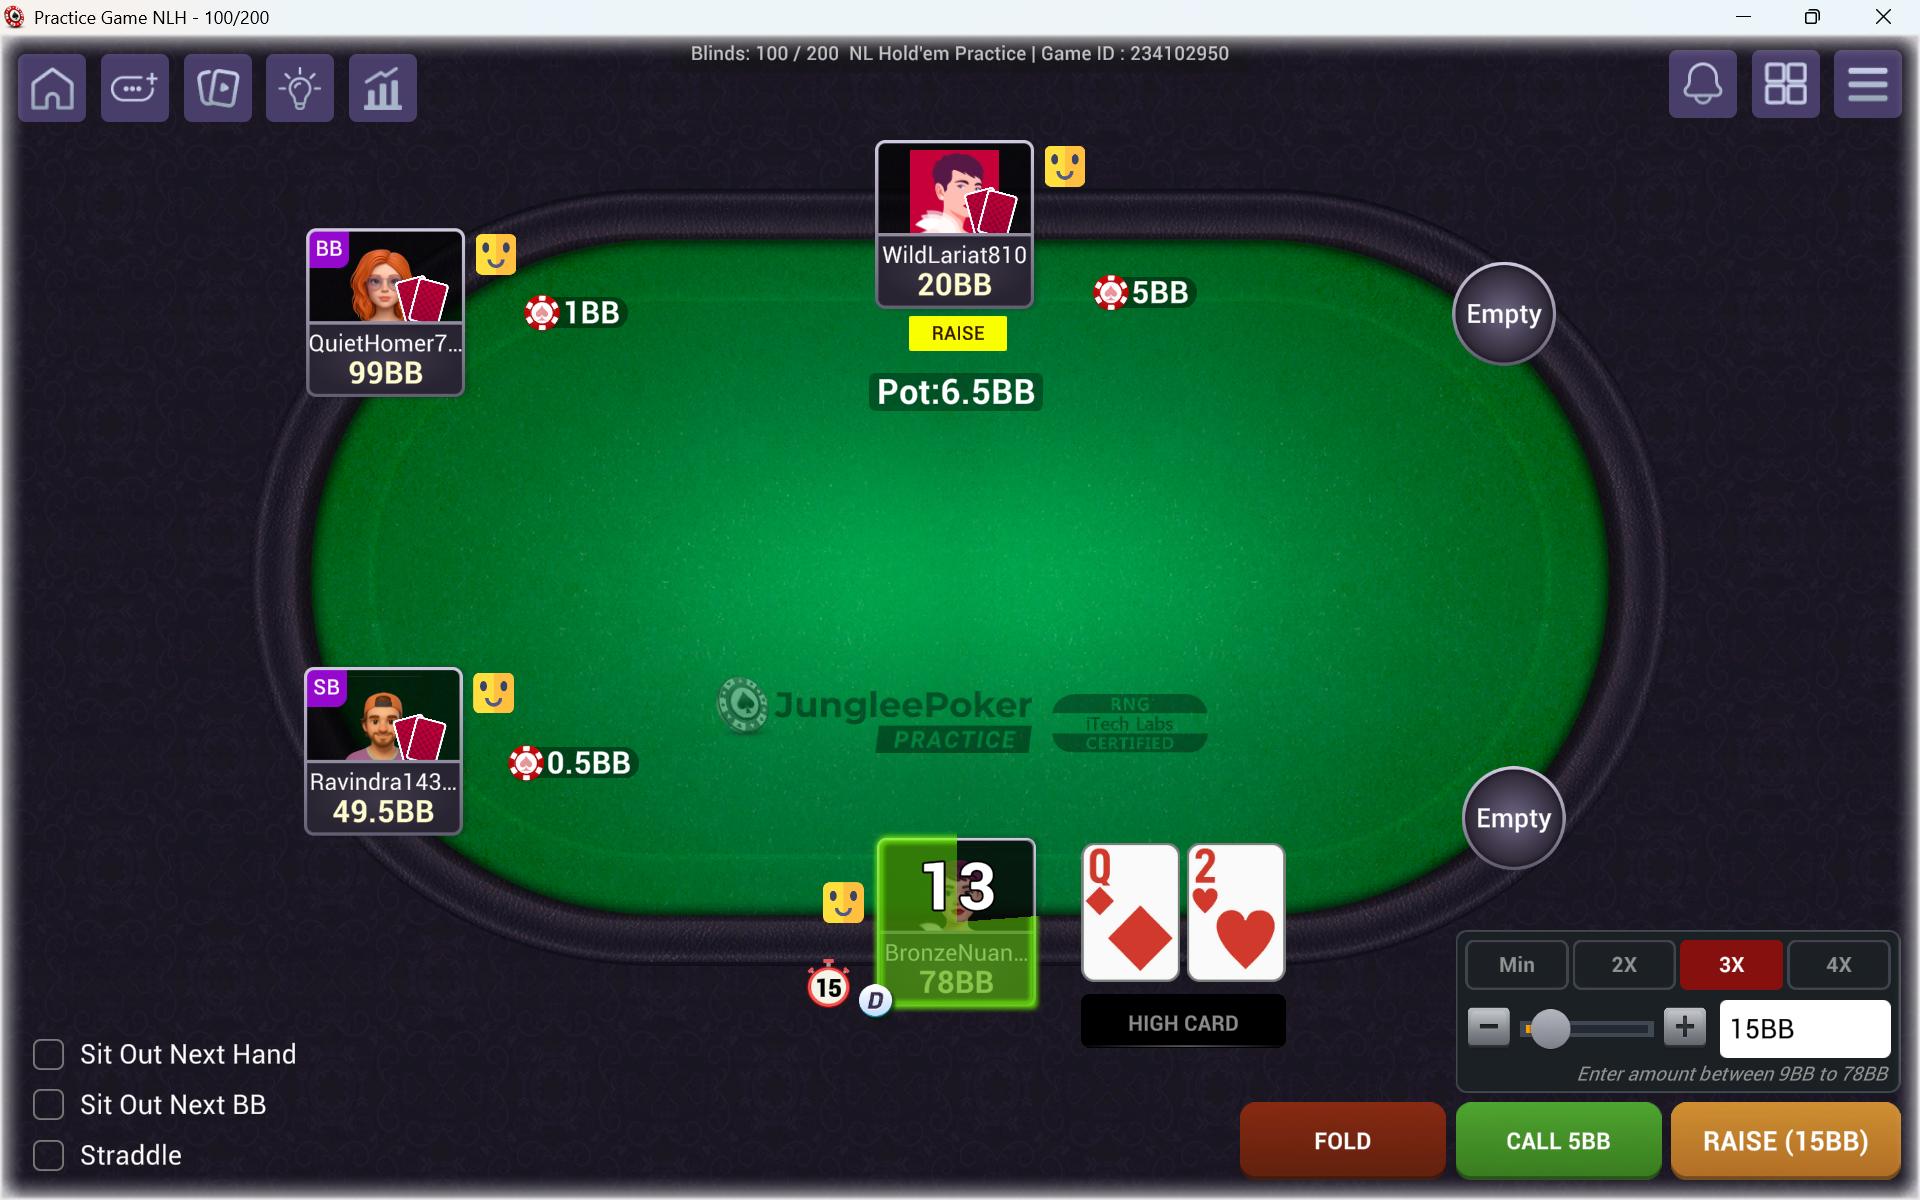 Practice Game NLH - 100/200
Blinds: 100 / 200 NL Hold'em Practice | Game ID : 234102950
WildLariat810
20BB
RAISE
5BB
Pot:6.5BB
BB
QuietHomer7...
99BB
1BB
Empty
SB
Ravindra143...
49.5BB
0.5BB
JungleePoker
PRACTICE
RNG
iTech Labs
CERTIFIED
Empty
13
BronzeNuan...
78BB
15
D
Q
2
HIGH CARD
Min
2X
3X
4X
15BB
Enter amount between 9BB to 78BB
Sit Out Next Hand
Sit Out Next BB
Straddle
FOLD
CALL 5BB
RAISE (15BB)